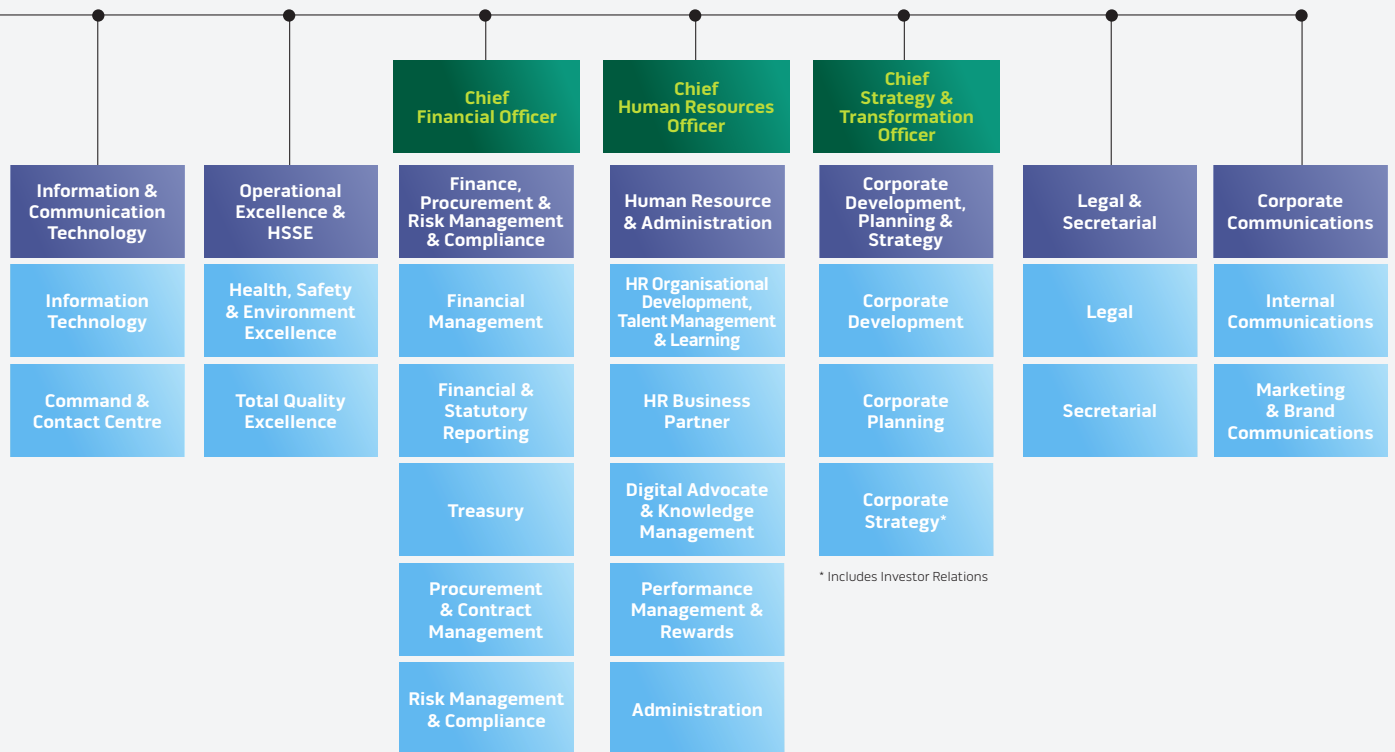 Chief
Financial Officer
Chief
Human Resources
Officer
Chief
Strategy &
Transformation
Officer
Information &
Communication
Technology
Information
Technology
Command &
Contact Centre
Operational
Excellence &
HSSE
Health, Safety
& Environment
Excellence
Total Quality
Excellence
Finance,
Procurement &
Risk Management
& Compliance
Financial
Management
Financial &
Statutory
Reporting
Treasury
Procurement
& Contract
Management
Risk Management
& Compliance
Human Resource
& Administration
HR Organisational
Development,
Talent Management
& Learning
HR Business
Partner
Digital Advocate
& Knowledge
Management
Performance
Management &
Rewards
Administration
Corporate
Development,
Planning &
Strategy
Corporate
Development
Corporate
Planning
Corporate
Strategy*
* Includes Investor Relations
Legal &
Secretarial
Legal
Secretarial
Corporate
Communications
Internal
Communications
Marketing
& Brand
Communications